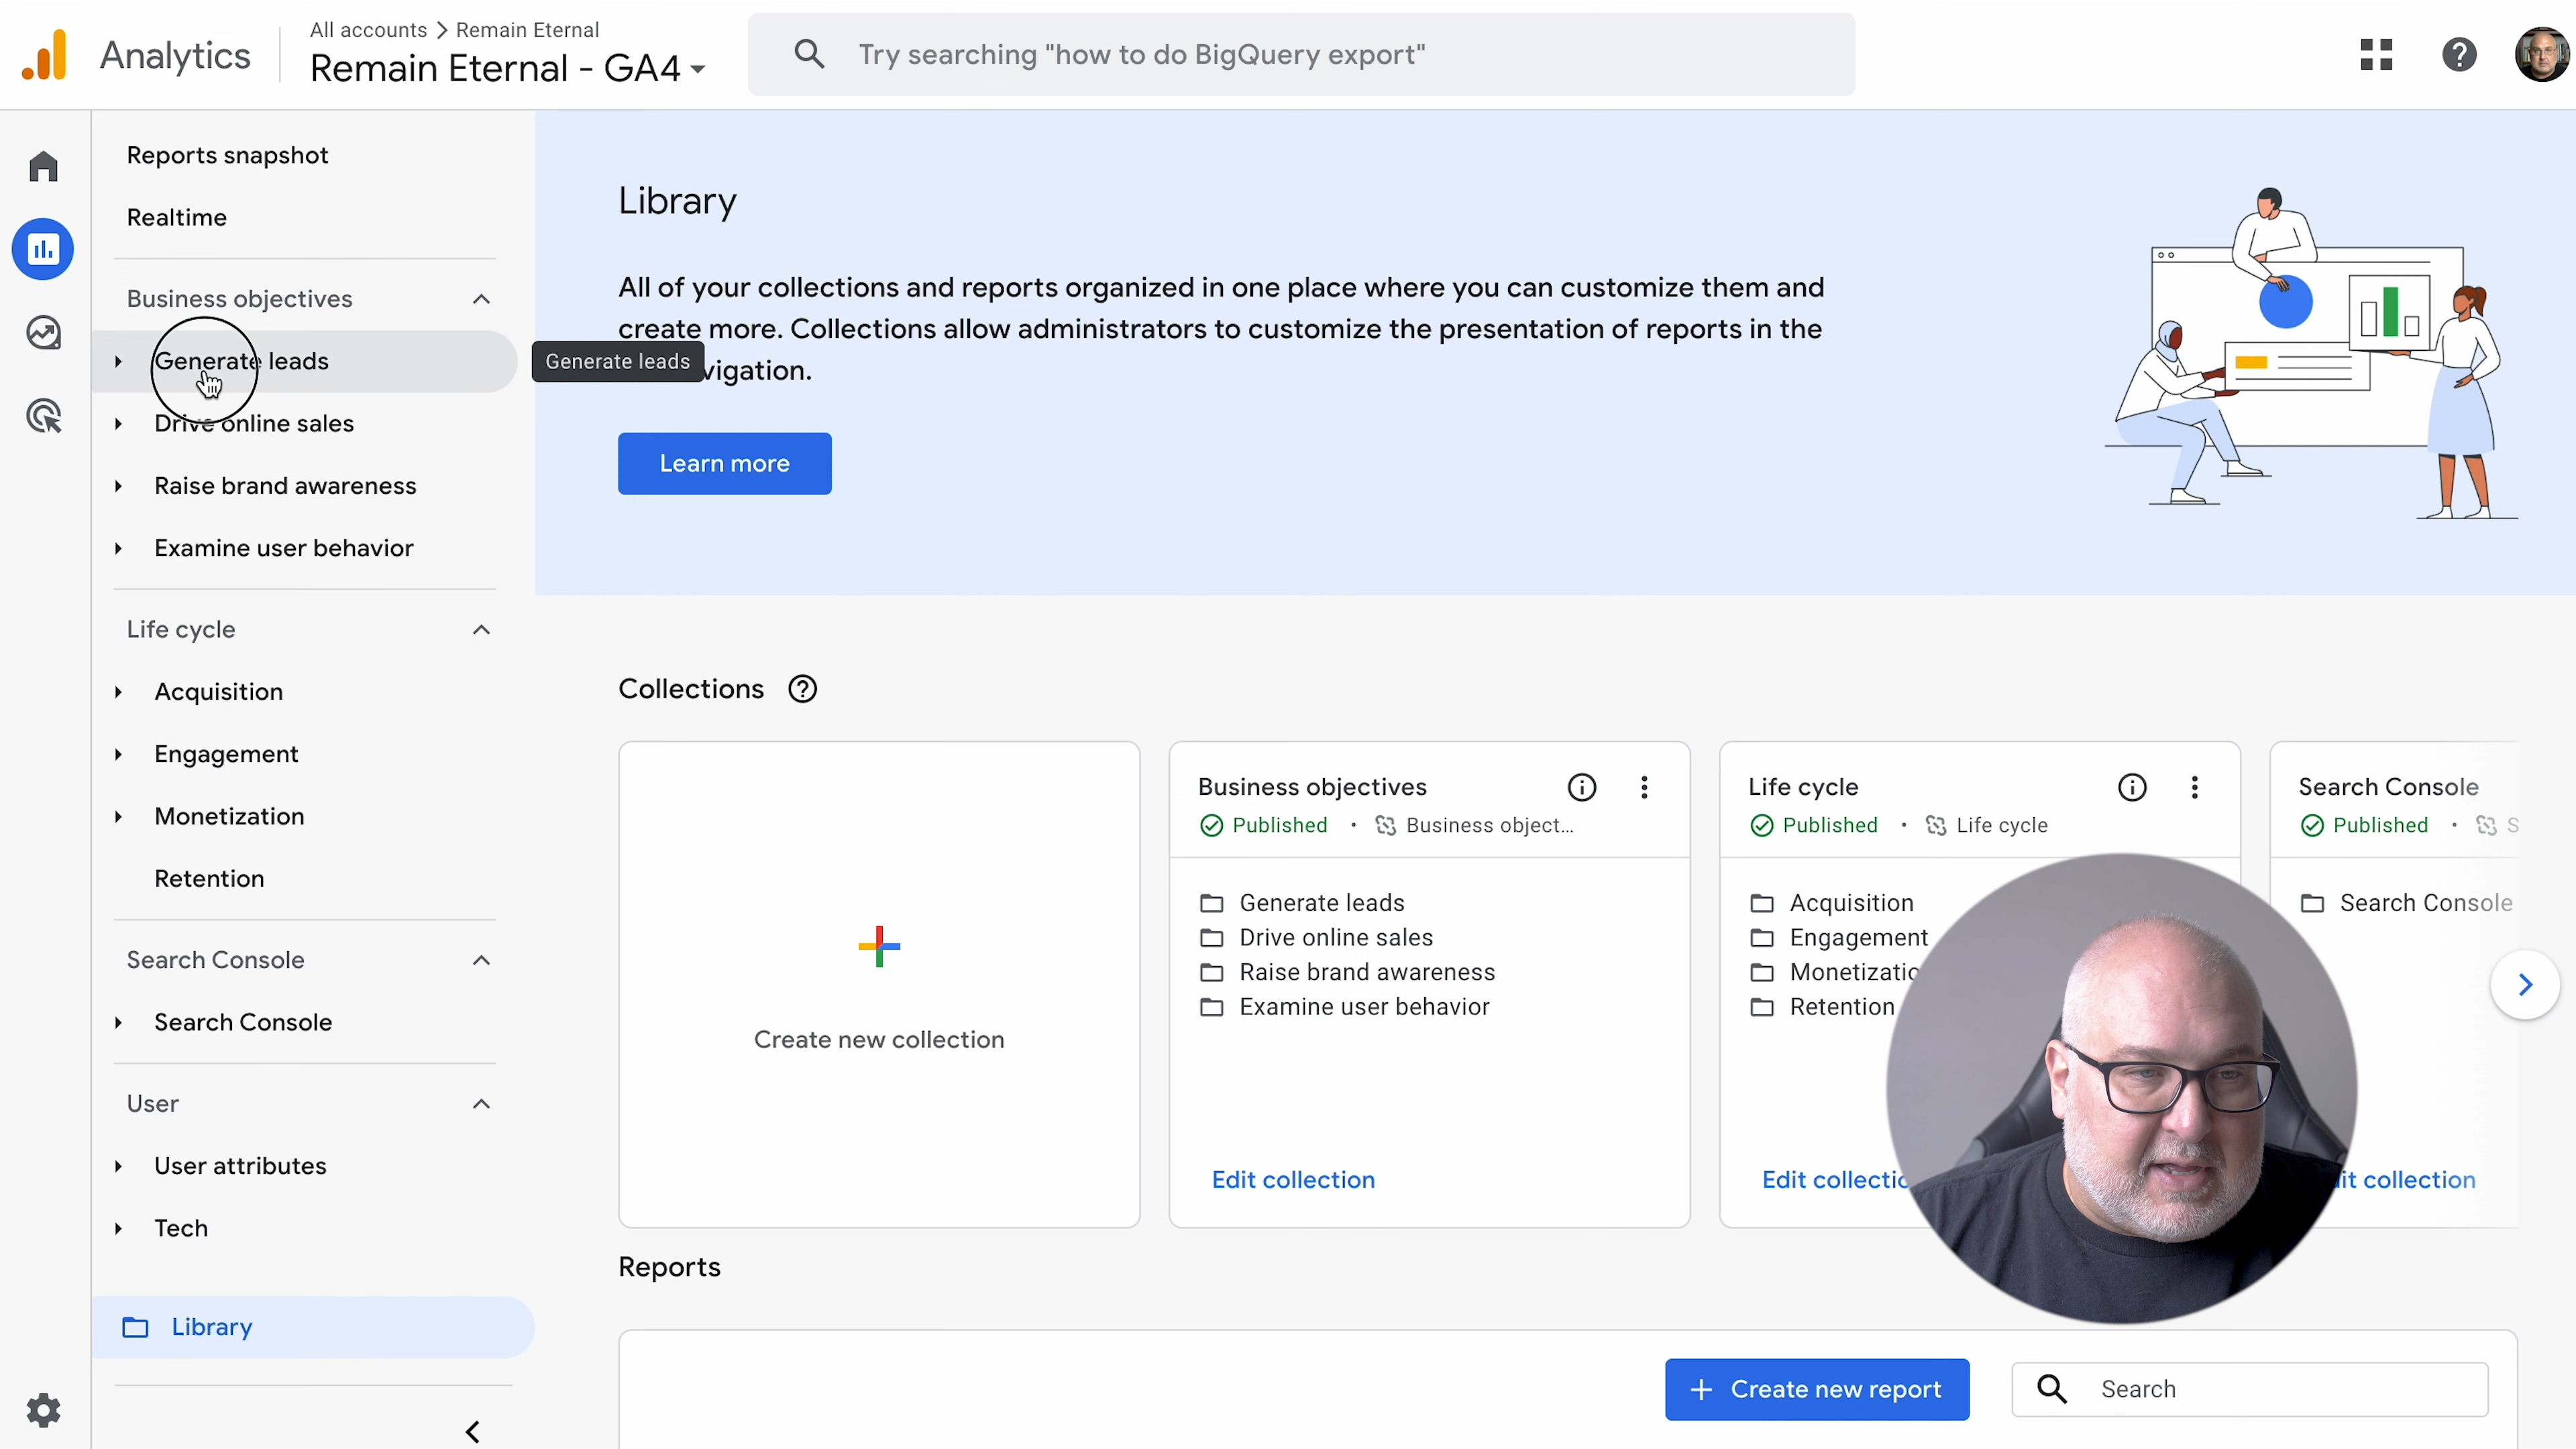 Analytics
All accounts > Remain Eternal
Remain Eternal - GA4
Try searching "how to do BigQuery export"
Reports snapshot
Realtime
Business objectives
Generate leads
Drive online sales
Raise brand awareness
Examine user behavior
Life cycle
Acquisition
Engagement
Monetization
Retention
Search Console
Search Console
User
User attributes
Tech
Library
Library
All of your collections and reports organized in one place where you can customize them and
create more. Collections allow administrators to customize the presentation of reports in the
vigation.
Generate leads
Learn more
Collections
Create new collection
Business objectives
Published • Business object...
Generate leads
Drive online sales
Raise brand awareness
Examine user behavior
Edit collection
Life cycle
Published • Life cycle
Acquisition
Engagement
Monetizatio
Retention
Edit collectio
Search Console
Published • S
Search Console
it collection
Reports
Create new report
Search